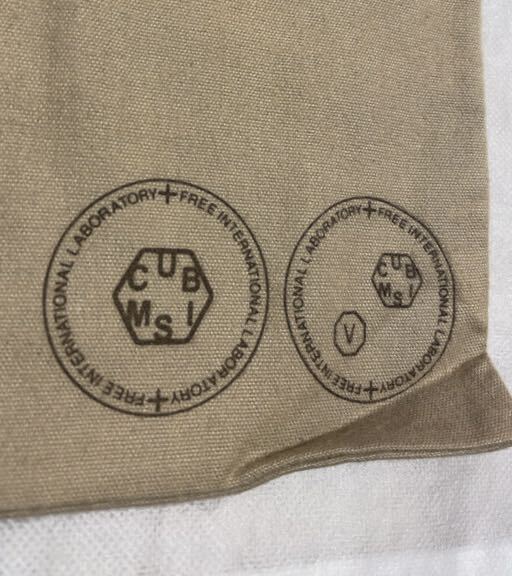 FREE INTERNATIONAL LABORATORY + FREE INTERNATIONAL LABORATORY +
CUB
MSI
FREE INTERNATIONAL LABORATORY + FREE INTERNATIONAL LABORATORY +
CUB
MSI
V